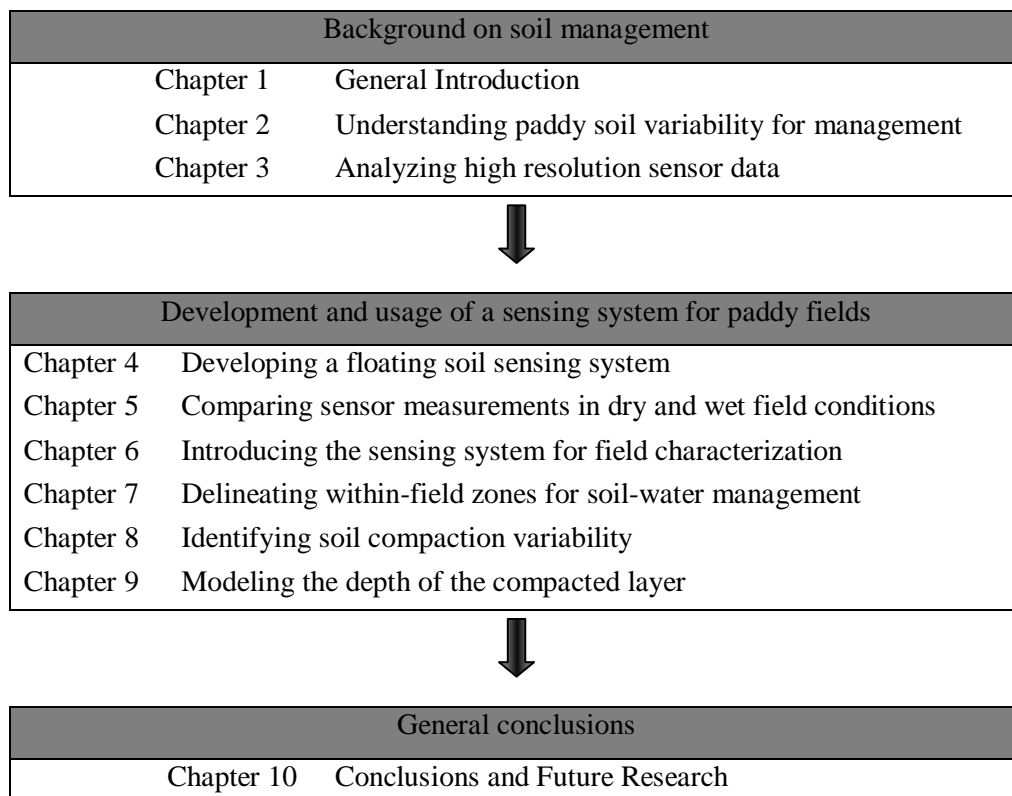 Background on soil management
Chapter 1 General Introduction
Chapter 2 Understanding paddy soil variability for management
Chapter 3 Analyzing high resolution sensor data
Development and usage of a sensing system for paddy fields
Chapter 4 Developing a floating soil sensing system
Chapter 5 Comparing sensor measurements in dry and wet field conditions
Chapter 6 Introducing the sensing system for field characterization
Chapter 7 Delineating within-field zones for soil-water management
Chapter 8 Identifying soil compaction variability
Chapter 9 Modeling the depth of the compacted layer
General conclusions
Chapter 10 Conclusions and Future Research